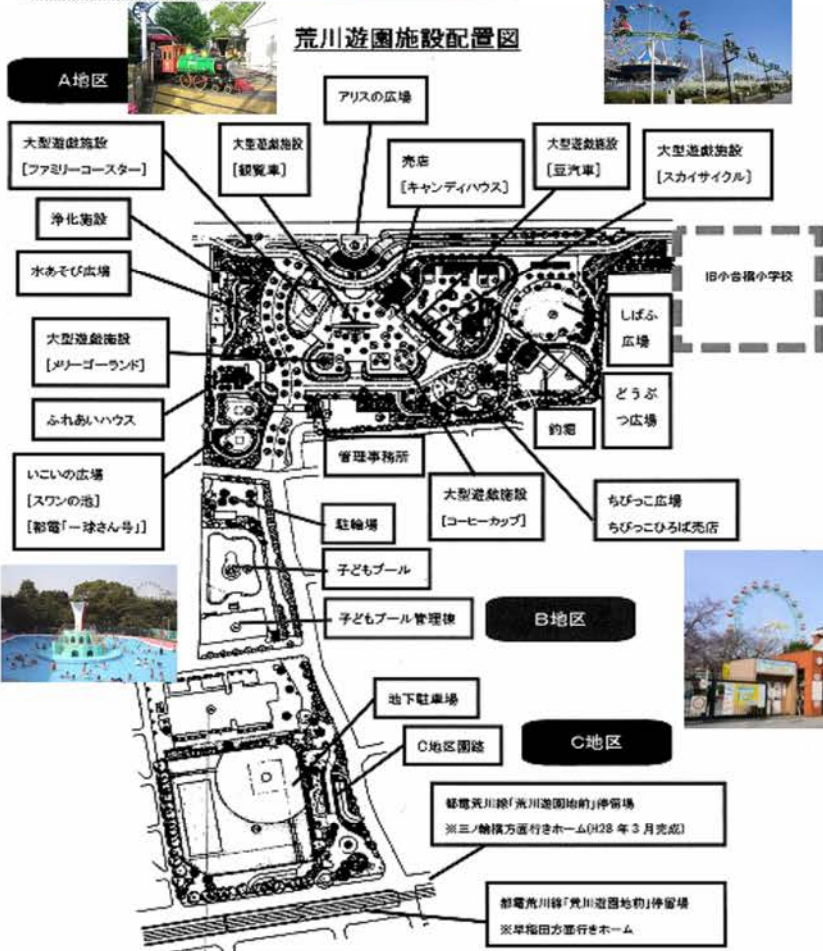 荒川遊園施設配置図
A地区
アリスの広場
大型遊戯施設
[ファミリーコースター]
大型遊戯施設
[観覧車]
売店
[キャンディハウス]
大型遊戯施設
[豆汽車]
大型遊戯施設
[スカイサイクル]
浄化施設
水あそび広場
旧小台橋小学校
しばふ
広場
大型遊戯施設
[メリーゴーランド]
どうぶ
つ広場
ふれあいハウス
釣堀
管理事務所
いこいの広場
[スワンの池]
[都電「一球さん号」]
大型遊戯施設
[コーヒーカップ]
ちびっこ広場
ちびっこひろば売店
駐輪場
子どもプール
子どもプール管理棟
B地区
地下駐車場
C地区園路
C地区
都電荒川線「荒川遊園地前」停留場
※三ノ輪橋方面行きホーム(H28年3月完成)
都電荒川線「荒川遊園地前」停留場
※早稲田方面行きホーム